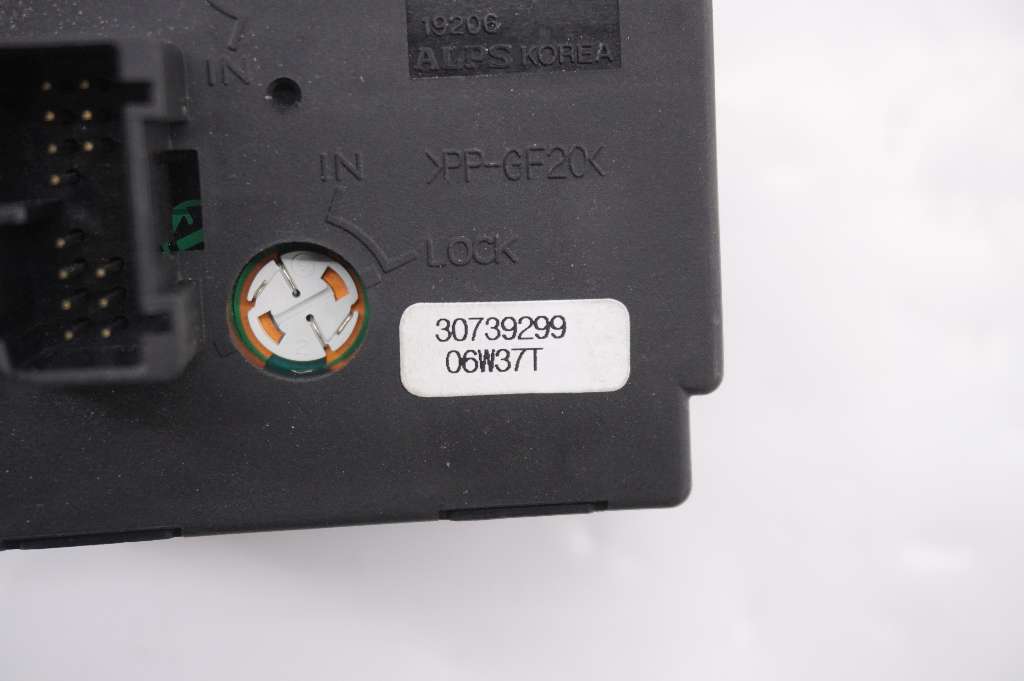 19206
ALPS KOREA
IN
IN
>PP-GF20<
LOCK
30739299
06W37T